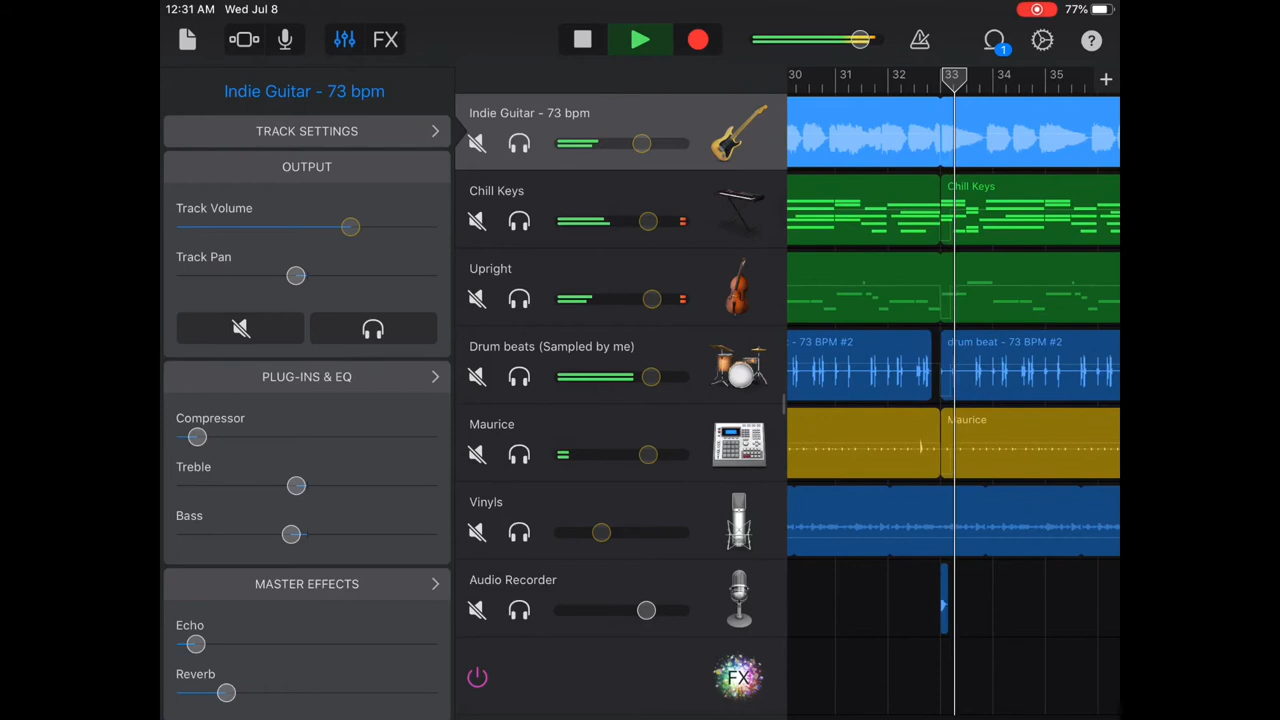 12:31 AM Wed Jul 8
77%
FX
1
?
Indie Guitar - 73 bpm
TRACK SETTINGS
OUTPUT
Track Volume
Track Pan
PLUG-INS & EQ
Compressor
Treble
Bass
MASTER EFFECTS
Echo
Reverb
Indie Guitar - 73 bpm
Chill Keys
Upright
Drum beats (Sampled by me)
Maurice
Vinyls
Audio Recorder
FX
30 31 32 33 34 35 +
Chill Keys
- 73 BPM #2
drum beat - 73 BPM #2
Maurice